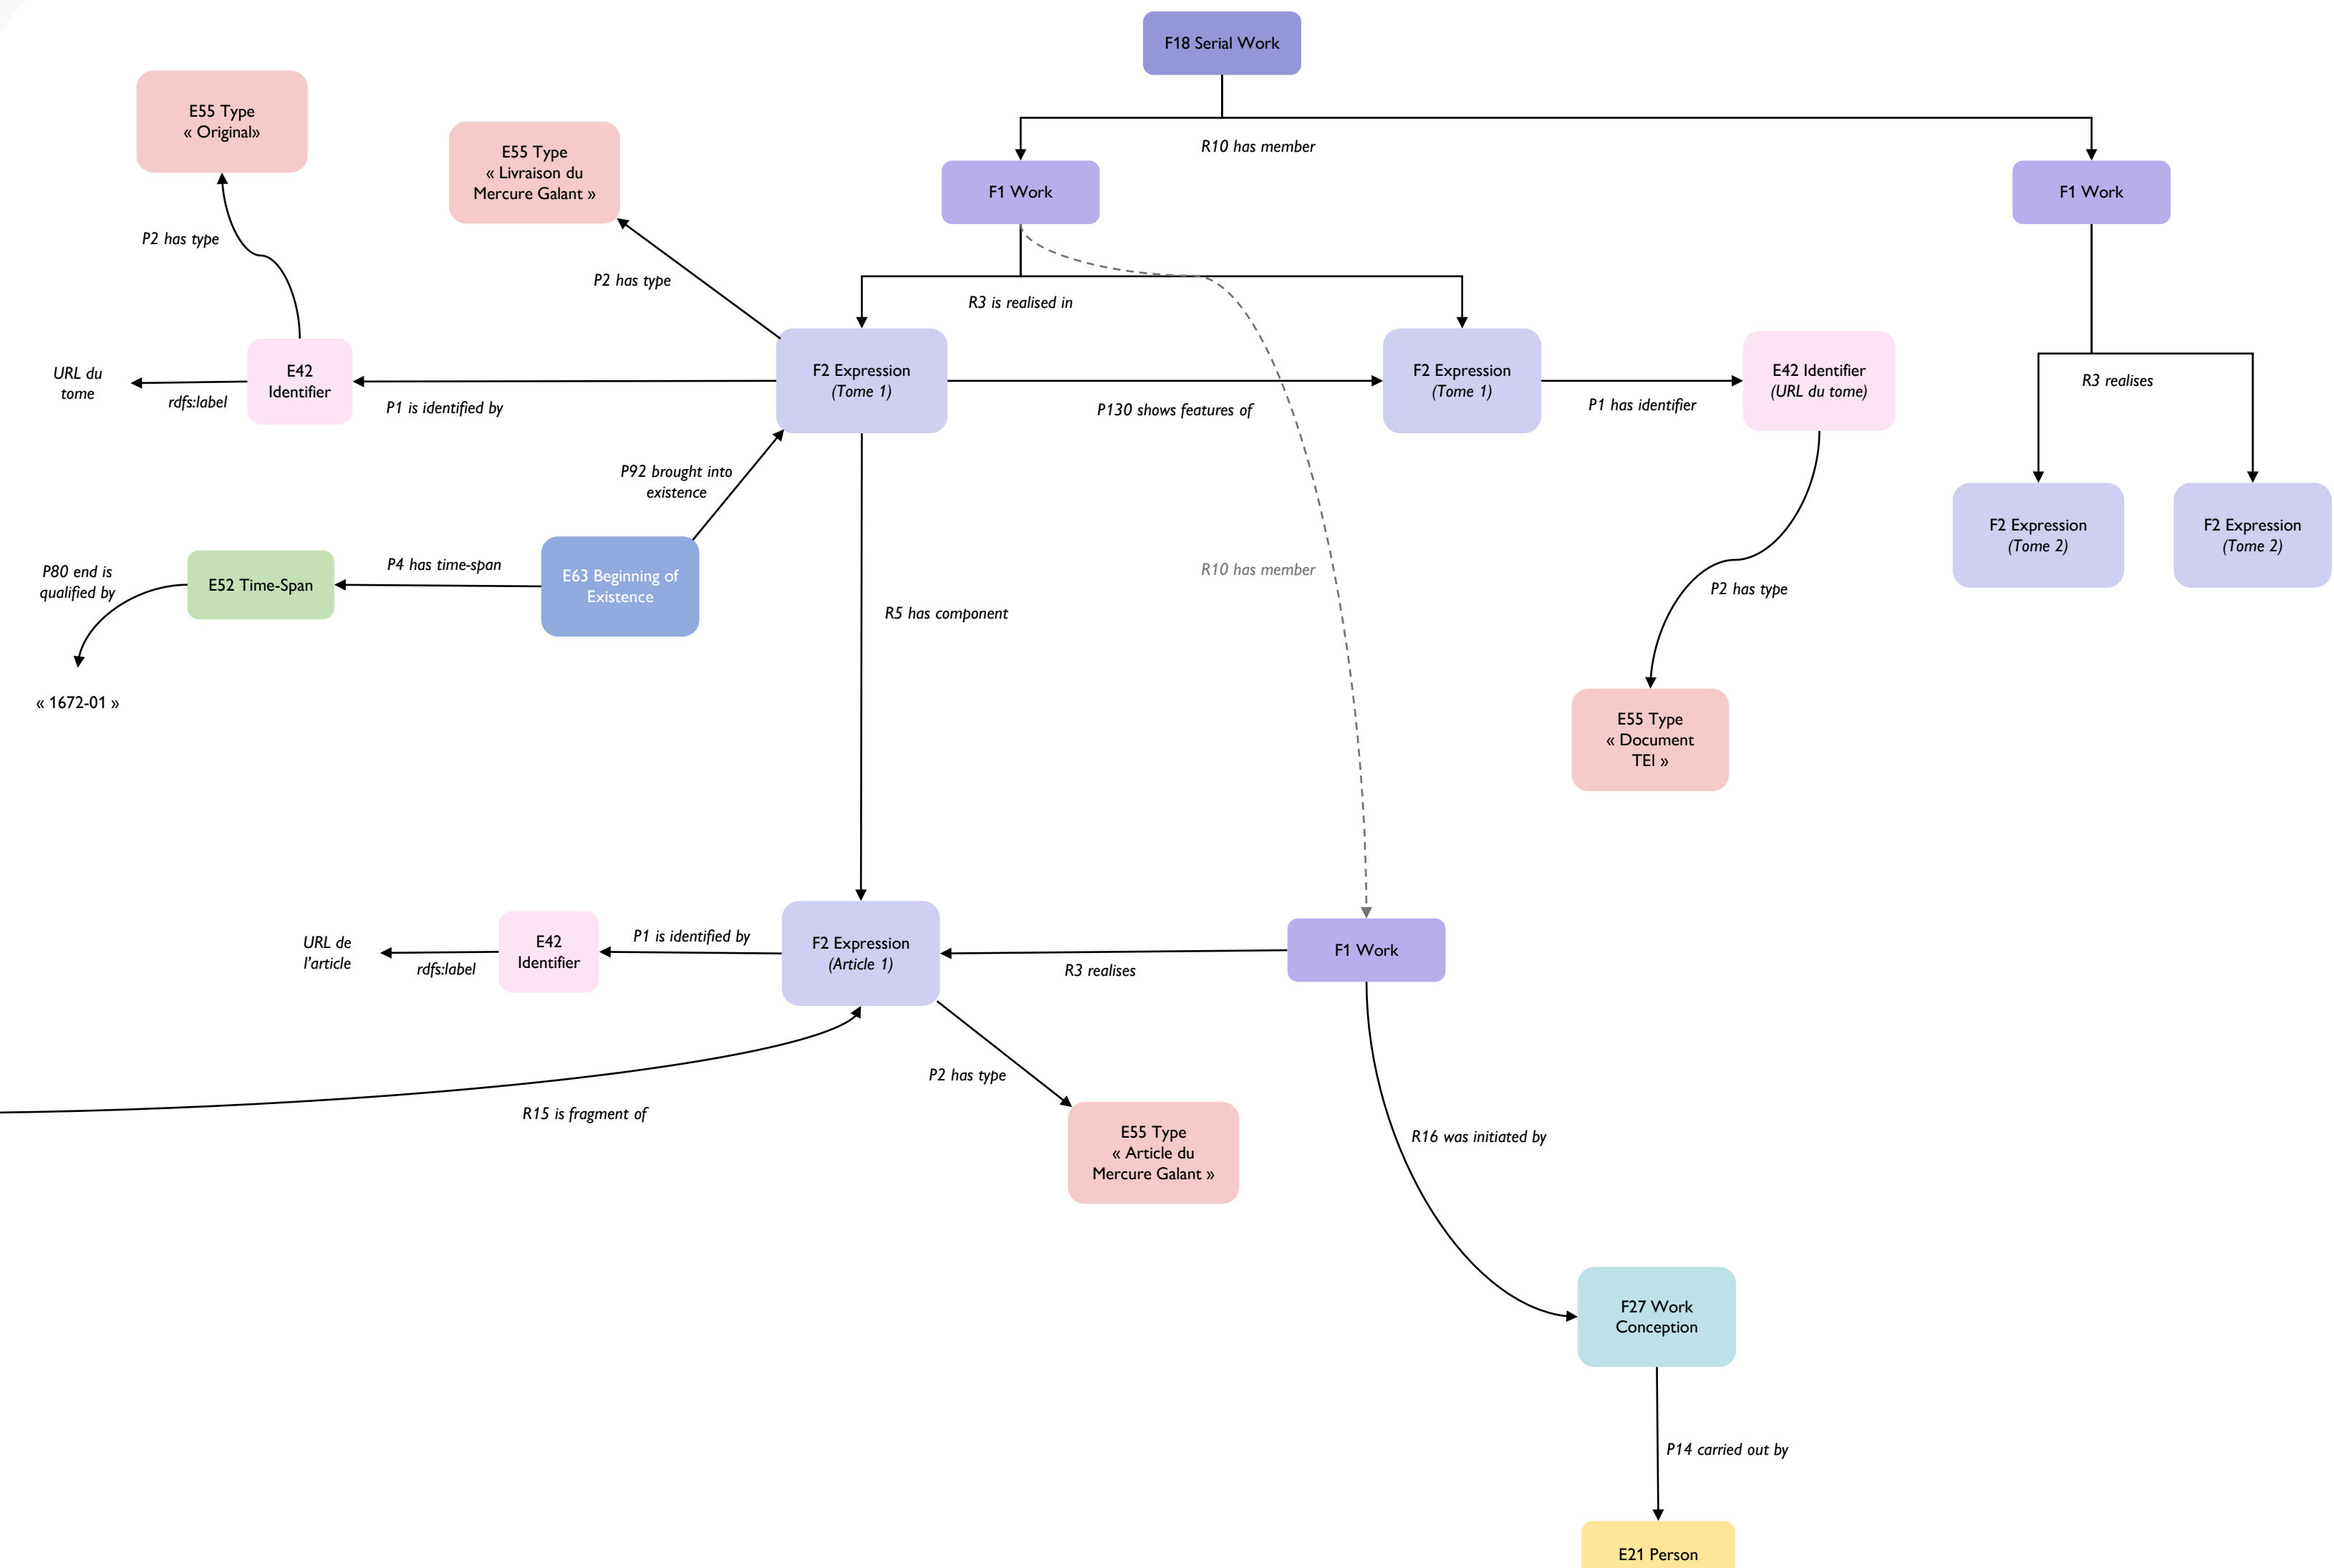 F18 Serial Work
E55 Type
« Original»
E55 Type
« Livraison du
Mercure Galant »
R10 has member
F1 Work
F1 Work
P2 has type
P2 has type
R3 is realised in
URL du
tome
rdfs:label
E42
Identifier
P1 is identified by
F2 Expression
(Tome 1)
P130 shows features of
F2 Expression
(Tome 1)
P1 has identifier
E42 Identifier
(URL du tome)
R3 realises
P92 brought into
existence
F2 Expression
(Tome 2)
F2 Expression
(Tome 2)
P80 end is
qualified by
E52 Time-Span
P4 has time-span
E63 Beginning of
Existence
R10 has member
P2 has type
R5 has component
« 1672-01 »
E55 Type
« Document
TEI »
URL de
l’article
rdfs:label
E42
Identifier
P1 is identified by
F2 Expression
(Article 1)
R3 realises
F1 Work
P2 has type
R15 is fragment of
E55 Type
« Article du
Mercure Galant »
R16 was initiated by
F27 Work
Conception
P14 carried out by
E21 Person